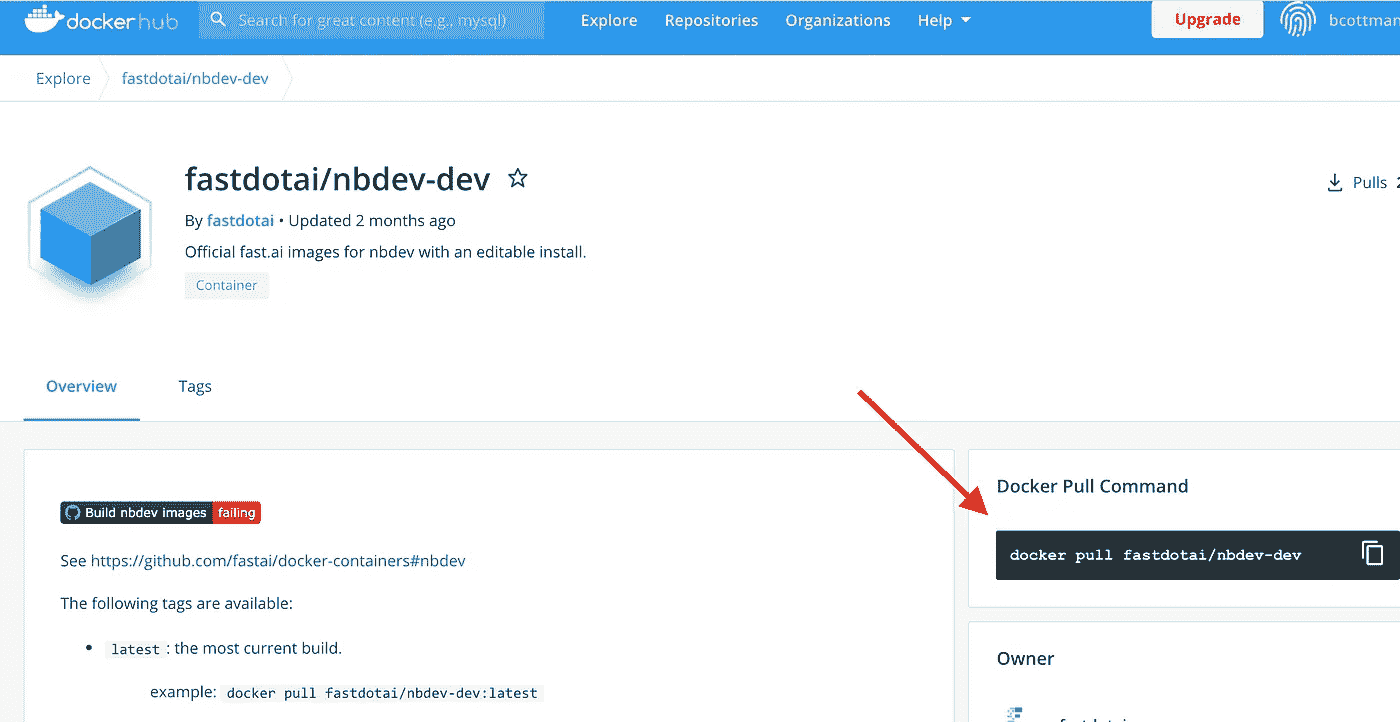 dockerhub Search for great content (e.g., mysql) Explore Repositories Organizations Help Upgrade bcottman
Explore fastdotai/nbdev-dev
fastdotai/nbdev-dev
Pulls
By fastdotai • Updated 2 months ago
Official fast.ai images for nbdev with an editable install.
Container
Overview Tags
Build nbdev images failing
See https://github.com/fastai/docker-containers#nbdev
The following tags are available:
• latest : the most current build.
example: docker pull fastdotai/nbdev-dev:latest
Docker Pull Command
docker pull fastdotai/nbdev-dev
Owner